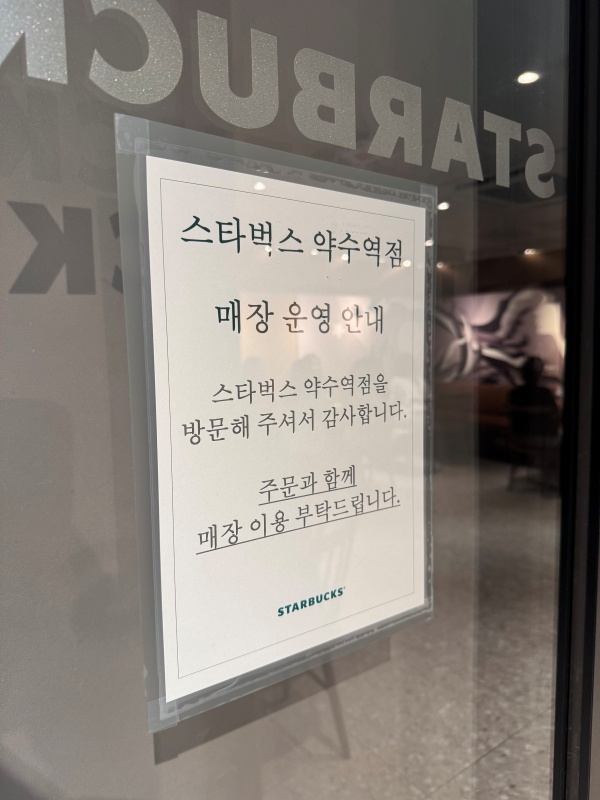 STARBUCK
CK
스타벅스 약수역점
매장 운영 안내
스타벅스 약수역점을
방문해 주셔서 감사합니다.
주문과 함께
매장 이용 부탁드립니다.
STARBUCKS